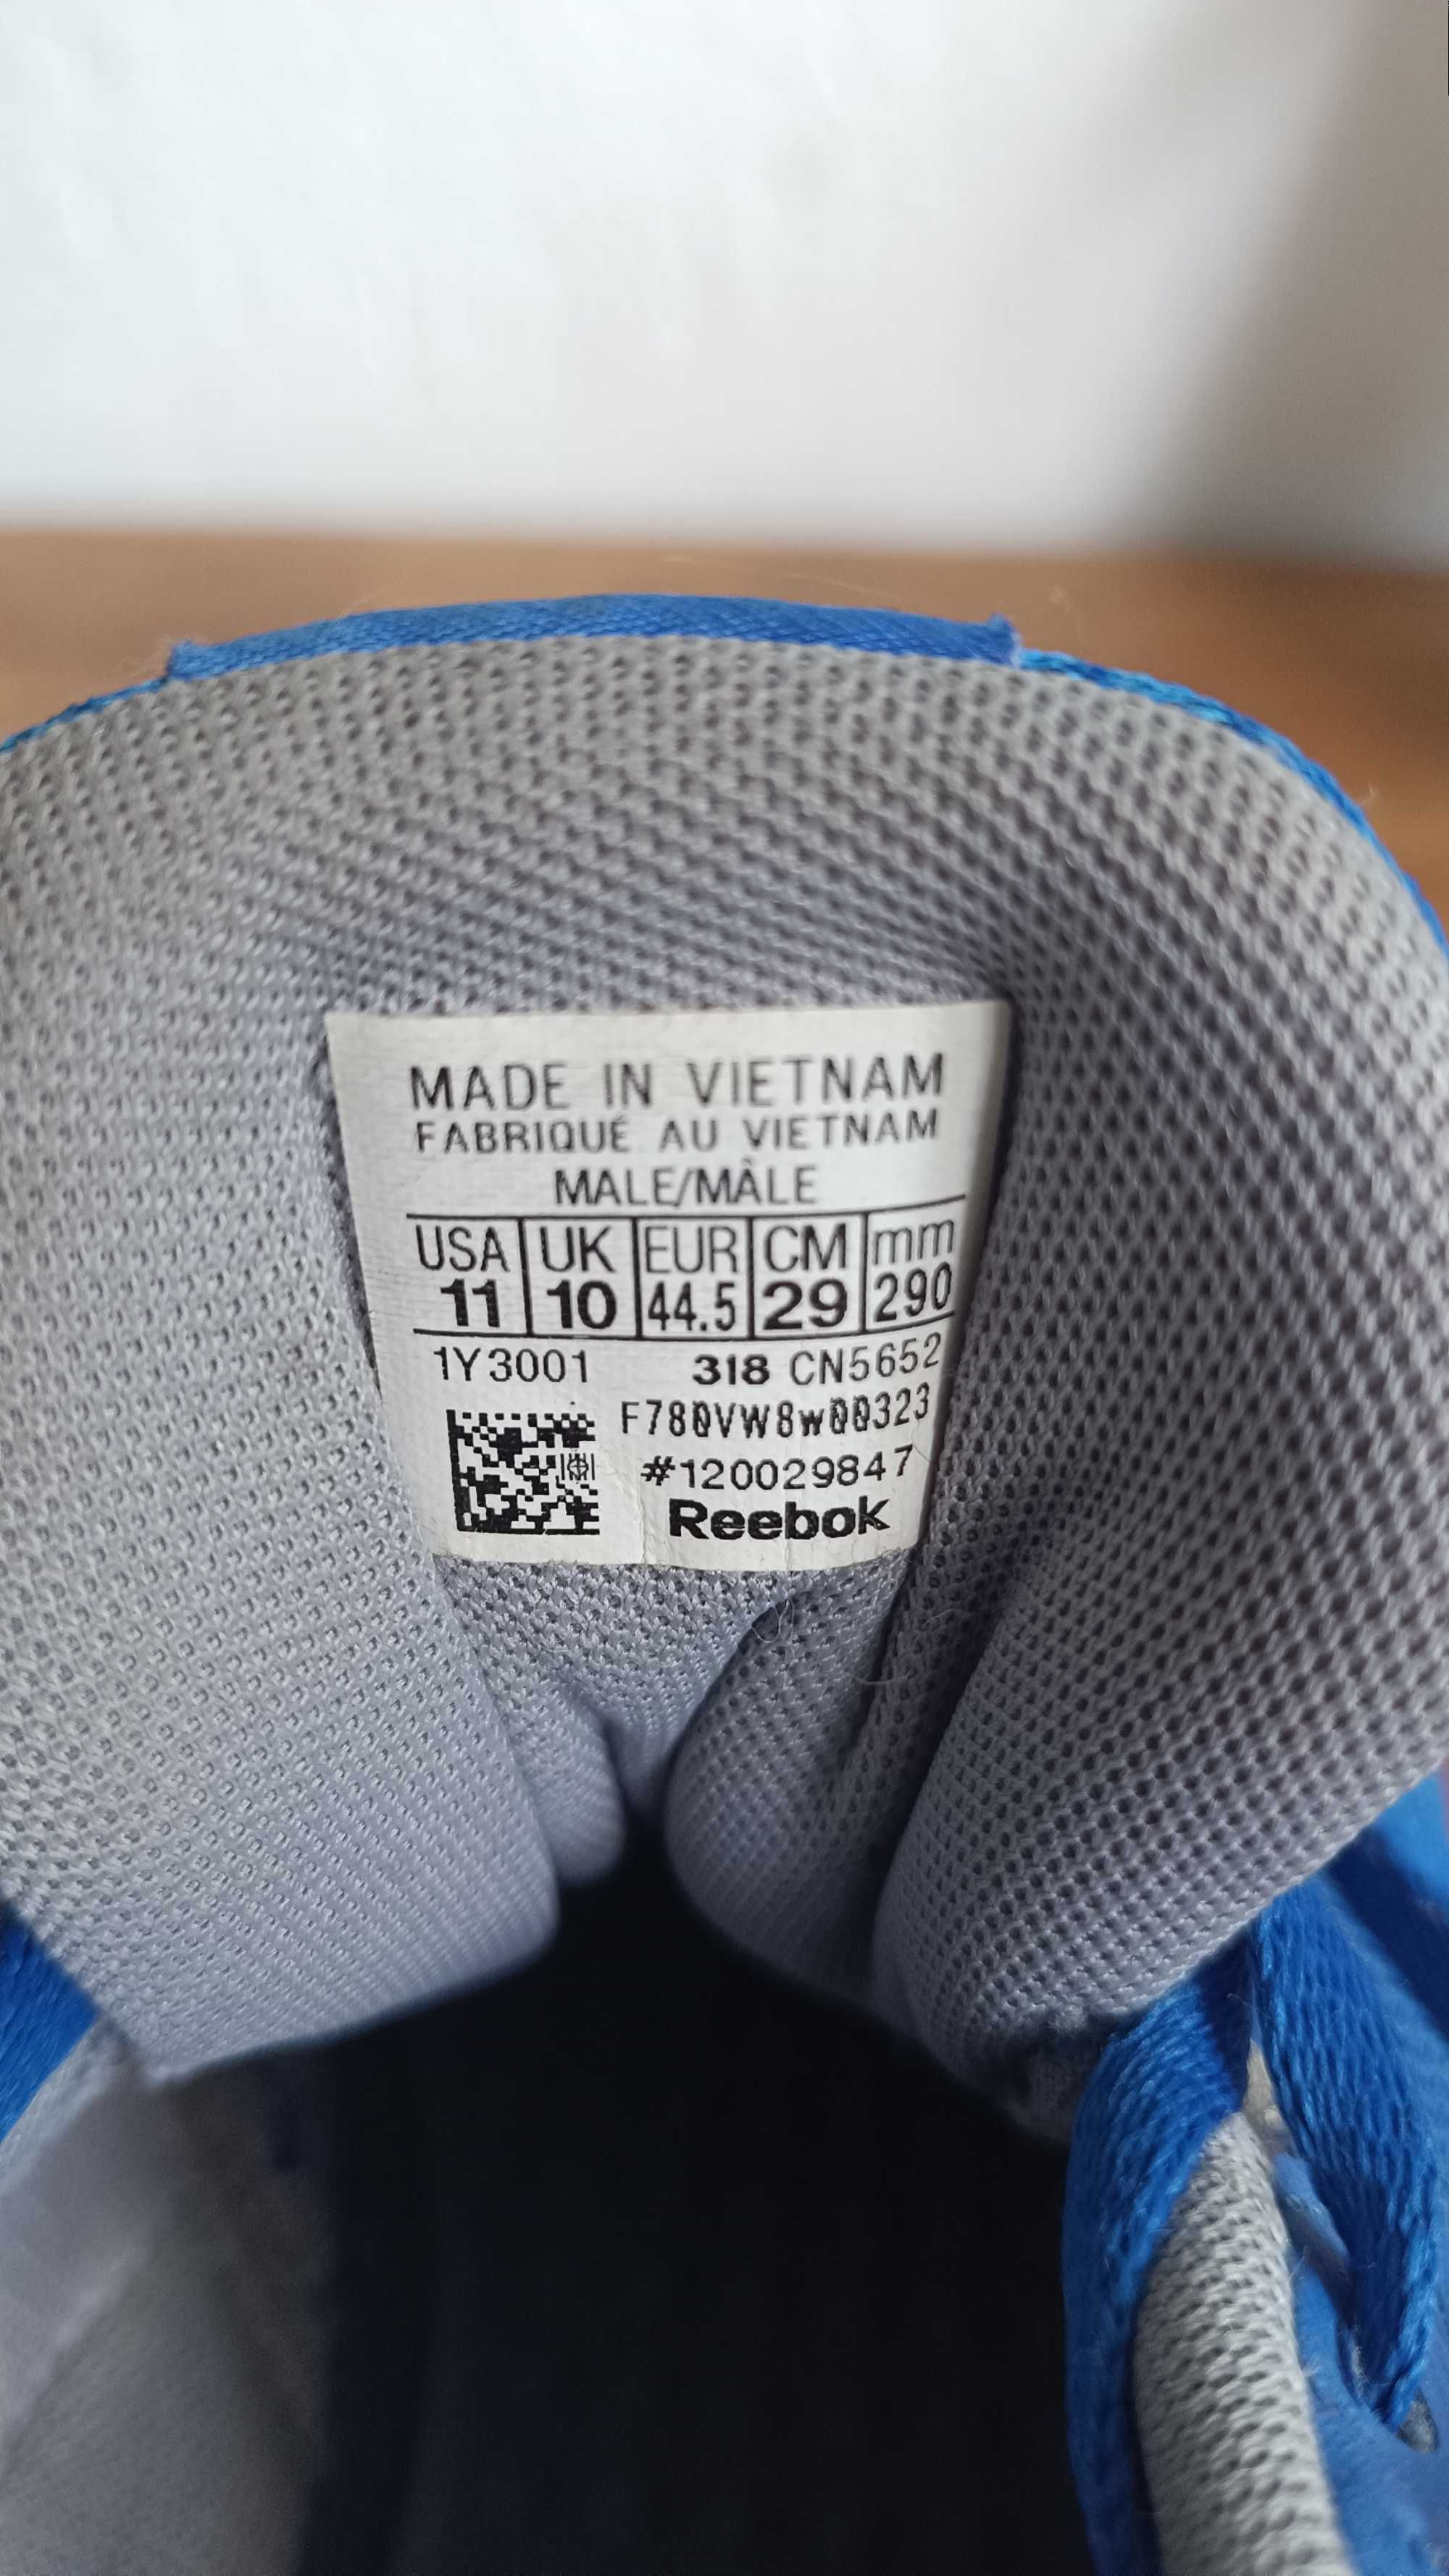 MADE IN VIETNAM
FABRIQUÉ AU VIETNAM
MALE/MÀLE
USA UK EUR CM mm
11 10 44.5 29 290
1Y3001 318 CN5652
F780VW8w00323
#120029847
Reebok